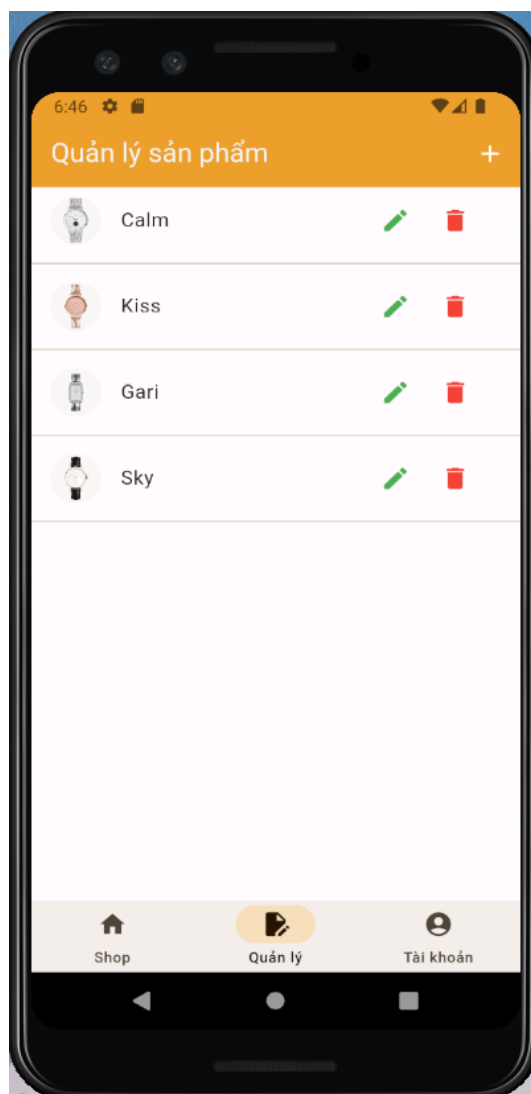 6:46
Quản lý sản phẩm
Calm
Kiss
Gari
Sky
Shop Quản lý Tài khoản